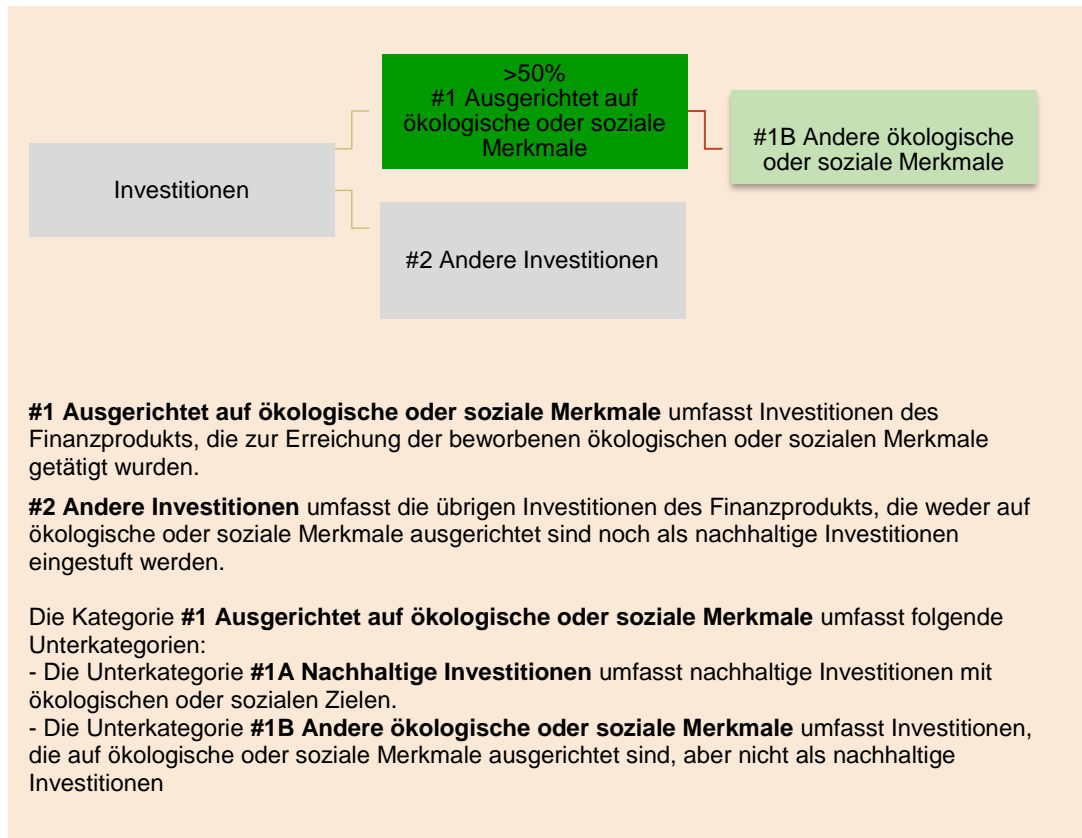 >50%
#1 Ausgerichtet auf
ökologische oder soziale
Merkmale
#1B Andere ökologische
oder soziale Merkmale
Investitionen
#2 Andere Investitionen
#1 Ausgerichtet auf ökologische oder soziale Merkmale umfasst Investitionen des
Finanzprodukts, die zur Erreichung der beworbenen ökologischen oder sozialen Merkmale
getätigt wurden.
#2 Andere Investitionen umfasst die übrigen Investitionen des Finanzprodukts, die weder auf
ökologische oder soziale Merkmale ausgerichtet sind noch als nachhaltige Investitionen
eingestuft werden.
Die Kategorie #1 Ausgerichtet auf ökologische oder soziale Merkmale umfasst folgende
Unterkategorien:
- Die Unterkategorie #1A Nachhaltige Investitionen umfasst nachhaltige Investitionen mit
ökologischen oder sozialen Zielen.
- Die Unterkategorie #1B Andere ökologische oder soziale Merkmale umfasst Investitionen,
die auf ökologische oder soziale Merkmale ausgerichtet sind, aber nicht als nachhaltige
Investitionen